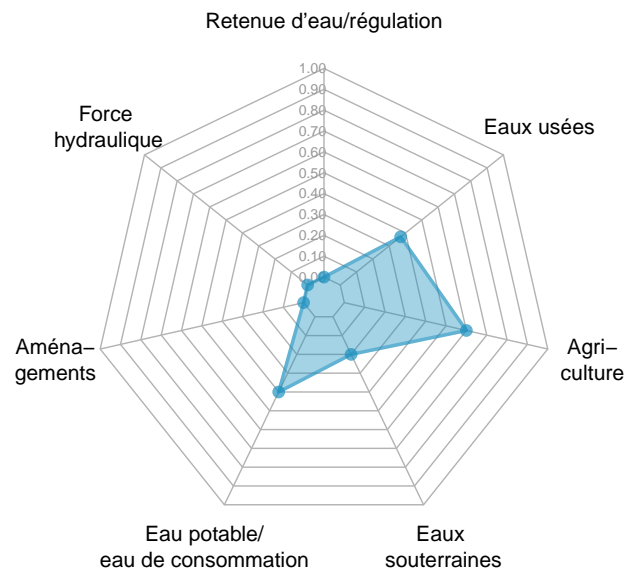 Retenue d'eau/régulation
1.00
0.90
0.80
0.70
0.60
0.50
0.40
0.30
0.20
0.10
0.00
Force
hydraulique
Eaux usées
Aména–
gements
Agri–
culture
Eau potable/
eau de consommation
Eaux
souterraines